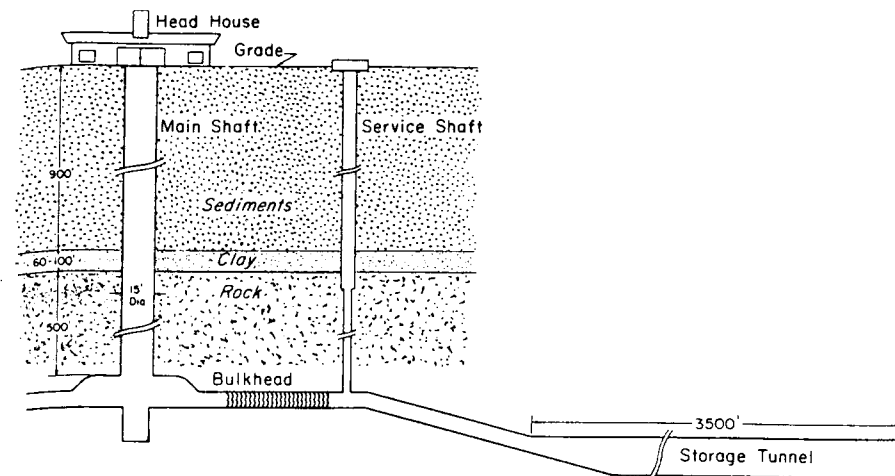 Head House
Grade
Main Shaft
Service Shaft
900'
Sediments
60-100'
Clay
15'
Dia
Rock
500'
Bulkhead
3500'
Storage Tunnel